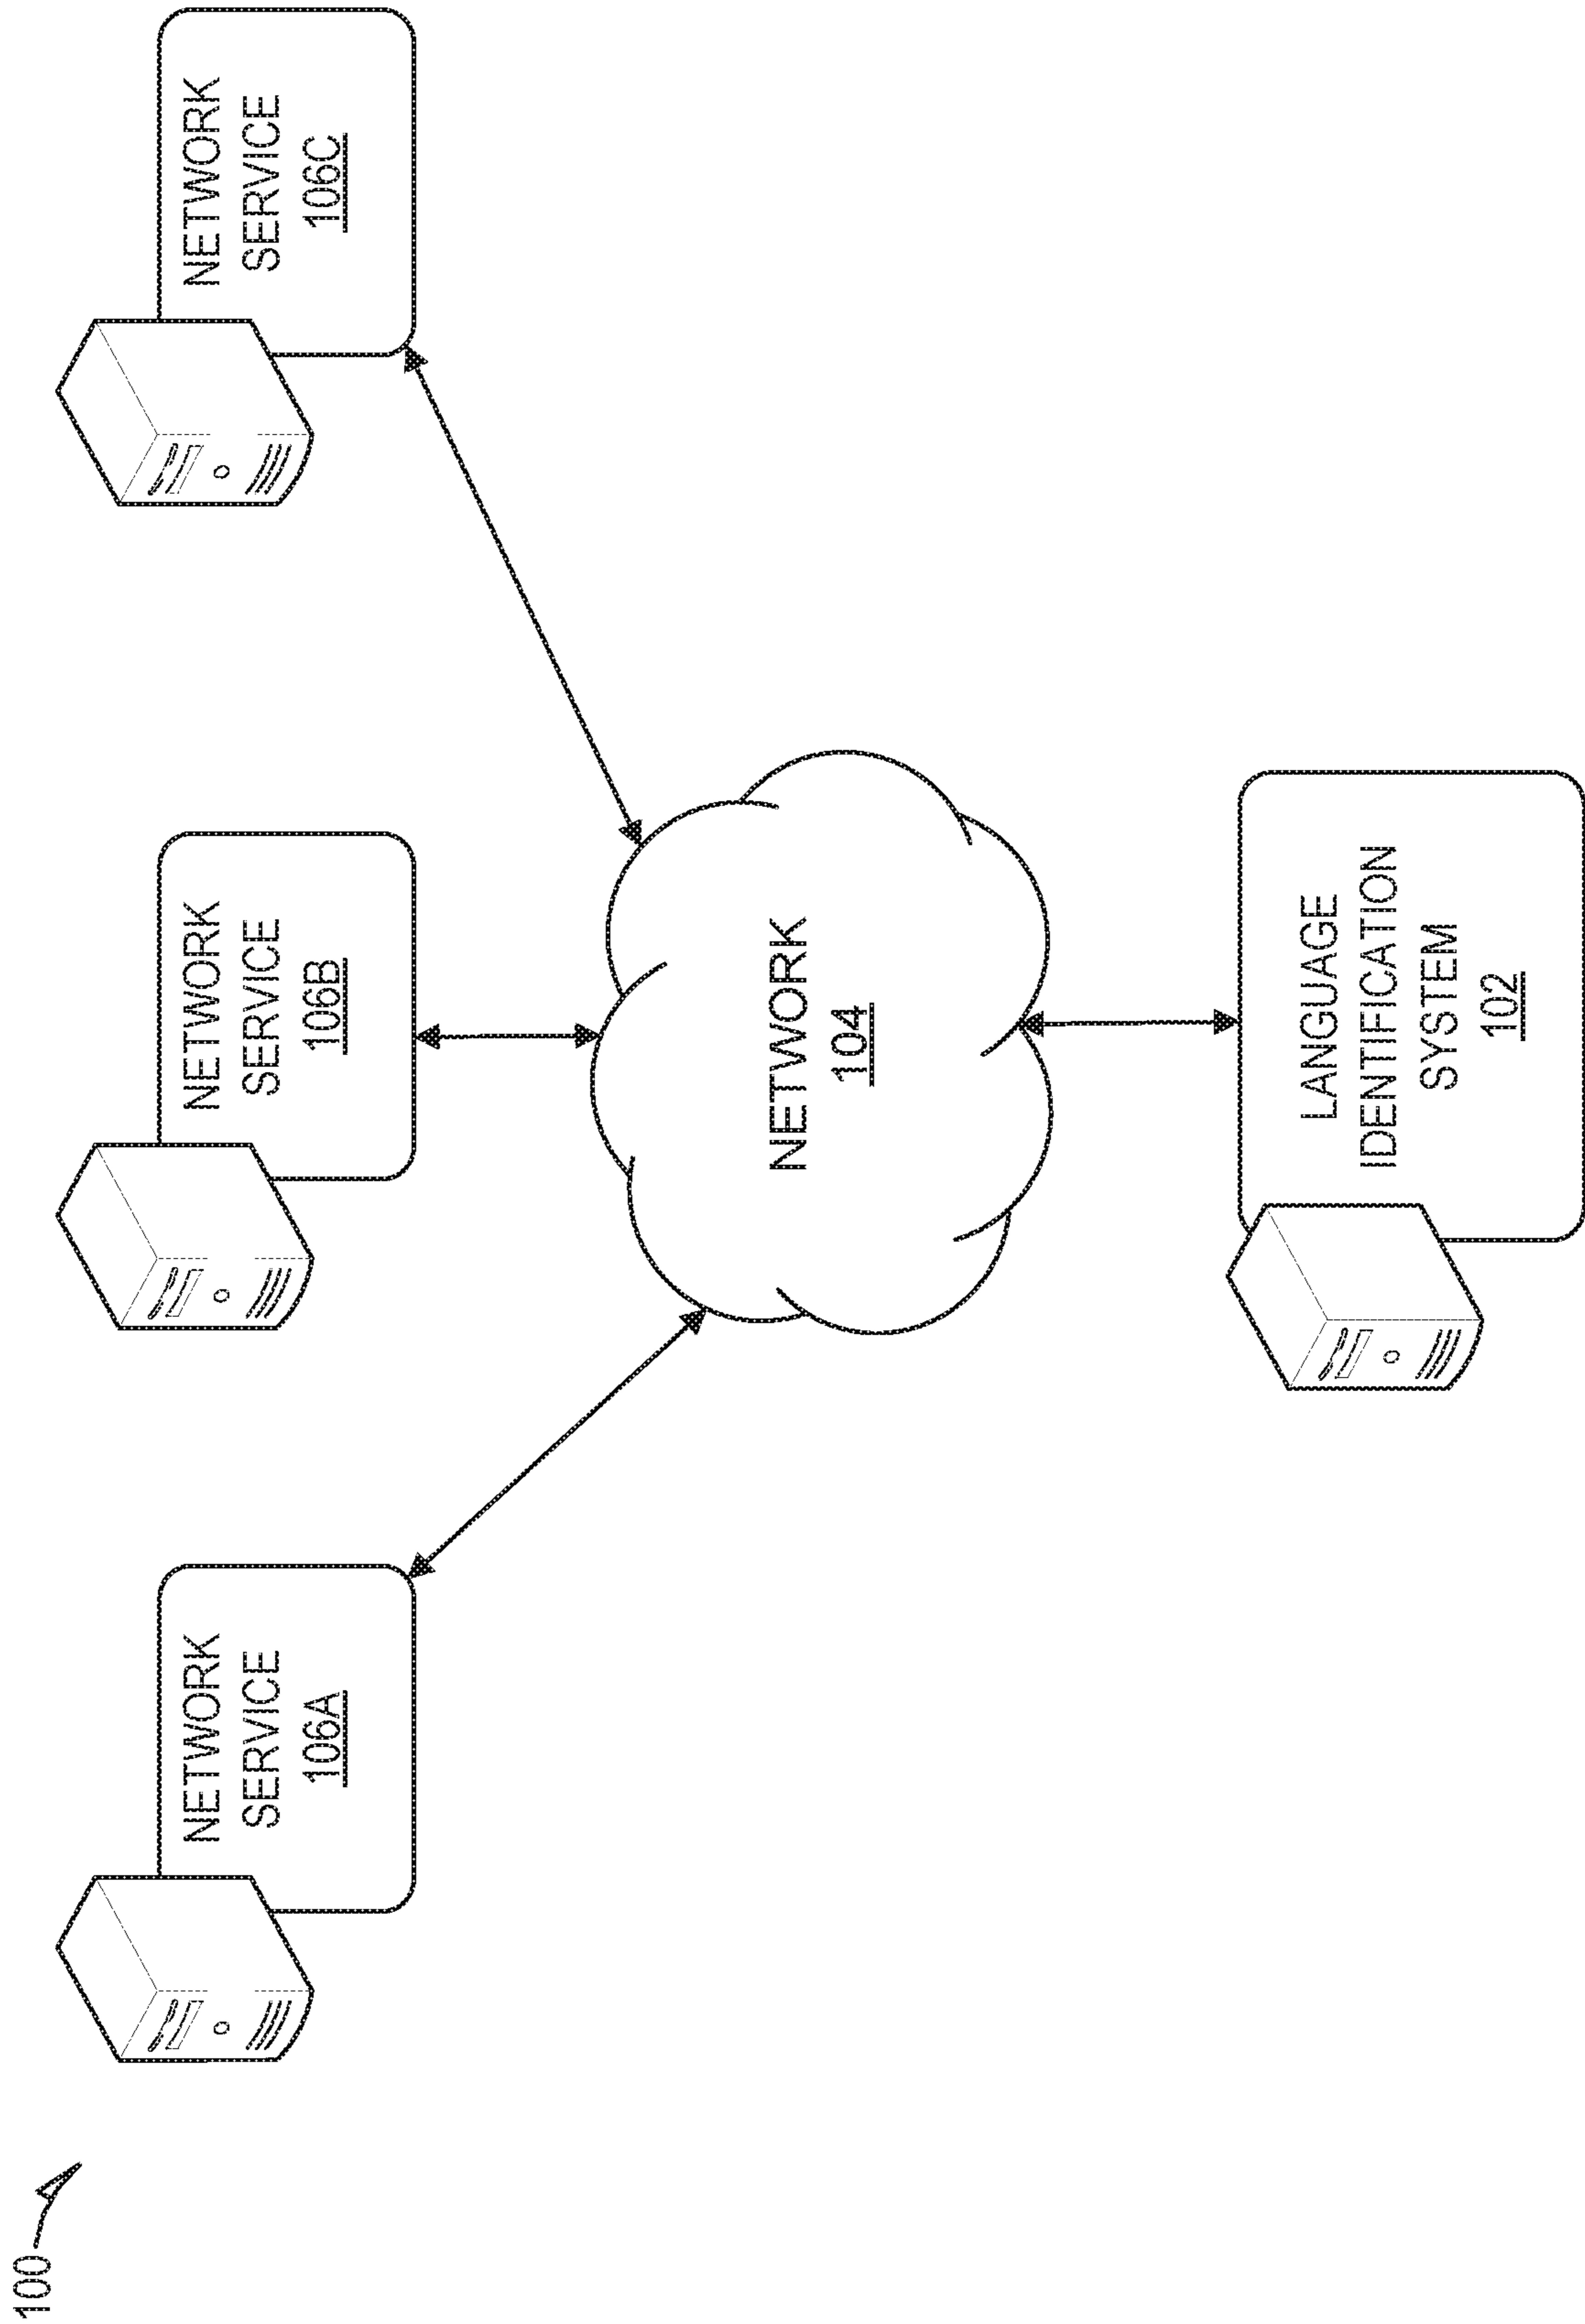 100
NETWORK
SERVICE
106A
NETWORK
SERVICE
106B
NETWORK
SERVICE
106C
NETWORK
104
LANGUAGE
IDENTIFICATION
SYSTEM
102